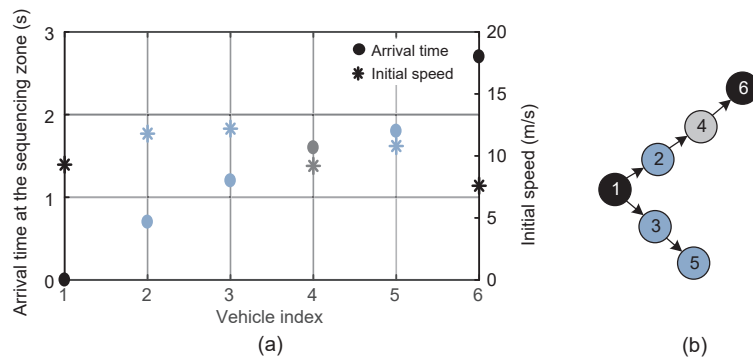 Arrival time at the sequencing zone (s)
3
2
1
0
Arrival time
Initial speed
20
15
10
5
0
Initial speed (m/s)
1 2 3 4 5 6
Vehicle index
(a)
6
4
2
1
3
5
(b)